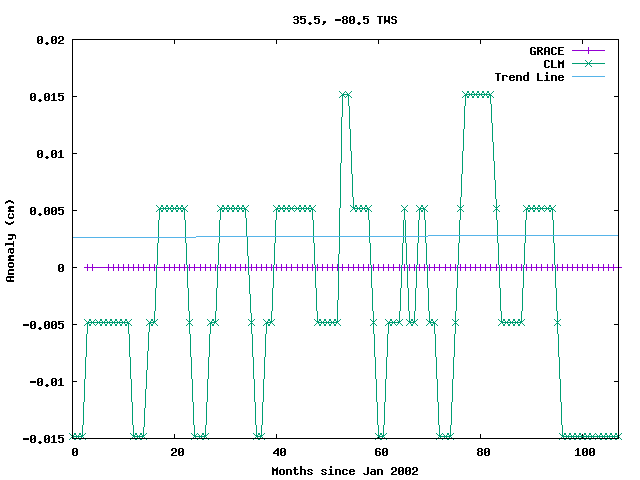 35.5, -80.5 TWS
0.02
GRACE
CLM
Trend Line
0.015
0.01
0.005
0
-0.005
-0.01
-0.015
Anomaly (cm)
0 20 40 60 80 100
Months since Jan 2002